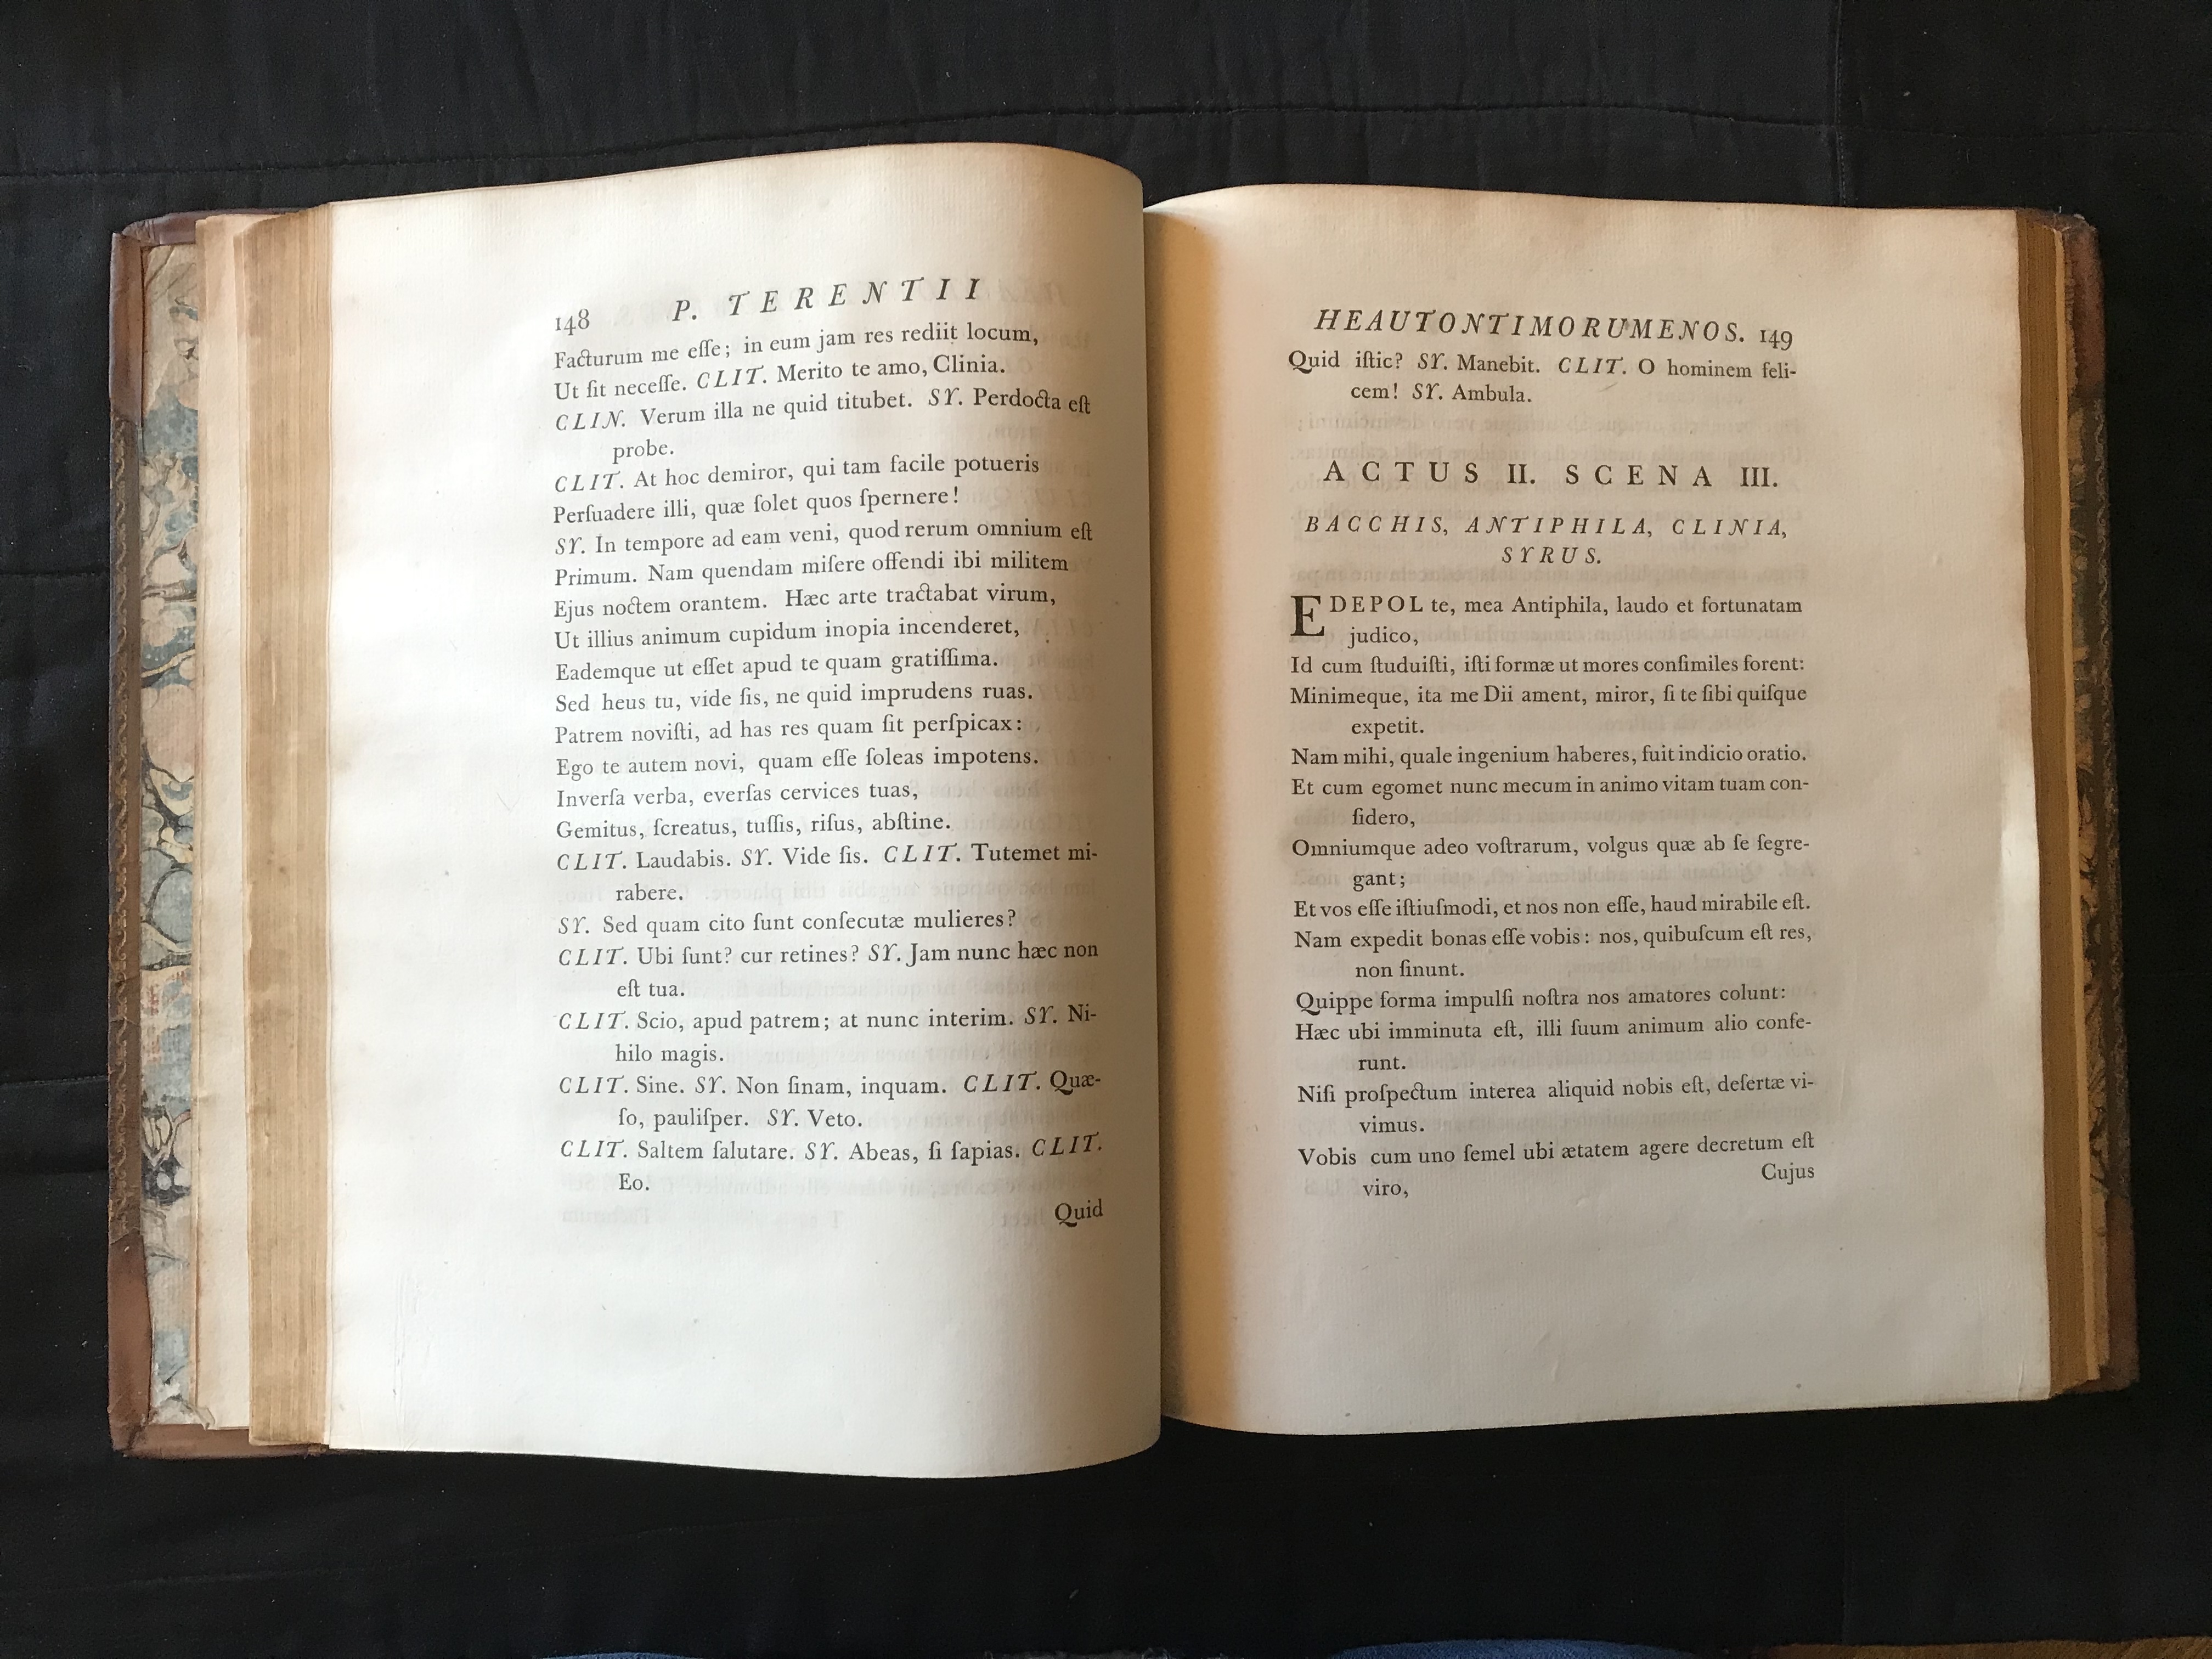 148 P. TERENTII
Facturum me eſſe; in eum jam res rediit locum,
Ut ſit neceſſe. CLIT. Merito te amo, Clinia.
CLIN. Verum illa ne quid titubet. SY. Perdocta eſt
probe.
CLIT. At hoc demiror, qui tam facile potueris
Perſuadere illi, quæ ſolet quos ſpernere!
SY. In tempore ad eam veni, quod rerum omnium eſt
Primum. Nam quendam miſere offendi ibi militem
Ejus noctem orantem. Hæc arte tractabat virum,
Ut illius animum cupidum inopia incenderet,
Eademque ut eſſet apud te quam gratiſſima.
Sed heus tu, vide ſis, ne quid imprudens ruas.
Patrem noviſti, ad has res quam ſit perſpicax:
Ego te autem novi, quam eſſe ſoleas impotens.
Inverſa verba, everſas cervices tuas,
Gemitus, ſcreatus, tuſſis, riſus, abſtine.
CLIT. Laudabis. SY. Vide ſis. CLIT. Tutemet mi-
rabere.
SY. Sed quam cito ſunt conſecutæ mulieres?
CLIT. Ubi ſunt? cur retines? SY. Jam nunc hæc non
eſt tua.
CLIT. Scio, apud patrem; at nunc interim. SY. Ni-
hilo magis.
CLIT. Sine. SY. Non ſinam, inquam. CLIT. Quæ-
ſo, pauliſper. SY. Veto.
CLIT. Saltem ſalutare. SY. Abeas, ſi ſapias. CLIT.
Eo.
Quid
HEAUTONTIMORUMENOS. 149
Quid iſtic? SY. Manebit. CLIT. O hominem feli-
cem! SY. Ambula.
ACTUS II. SCENA III.
BACCHIS, ANTIPHILA, CLINIA,
SYRUS.
EDEPOL te, mea Antiphila, laudo et fortunatam
judico,
Id cum ſtuduiſti, iſti formæ ut mores conſimiles forent:
Minimeque, ita me Dii ament, miror, ſi te ſibi quiſque
expetit.
Nam mihi, quale ingenium haberes, fuit indicio oratio.
Et cum egomet nunc mecum in animo vitam tuam con-
ſidero,
Omniumque adeo voſtrarum, volgus quæ ab ſe ſegre-
gant;
Et vos eſſe iſtiuſmodi, et nos non eſſe, haud mirabile eſt.
Nam expedit bonas eſſe vobis: nos, quibuſcum eſt res,
non ſinunt.
Quippe forma impulſi noſtra nos amatores colunt:
Hæc ubi imminuta eſt, illi ſuum animum alio confe-
runt.
Niſi proſpectum interea aliquid nobis eſt, deſertæ vi-
vimus.
Vobis cum uno ſemel ubi ætatem agere decretum eſt
viro,
Cujus